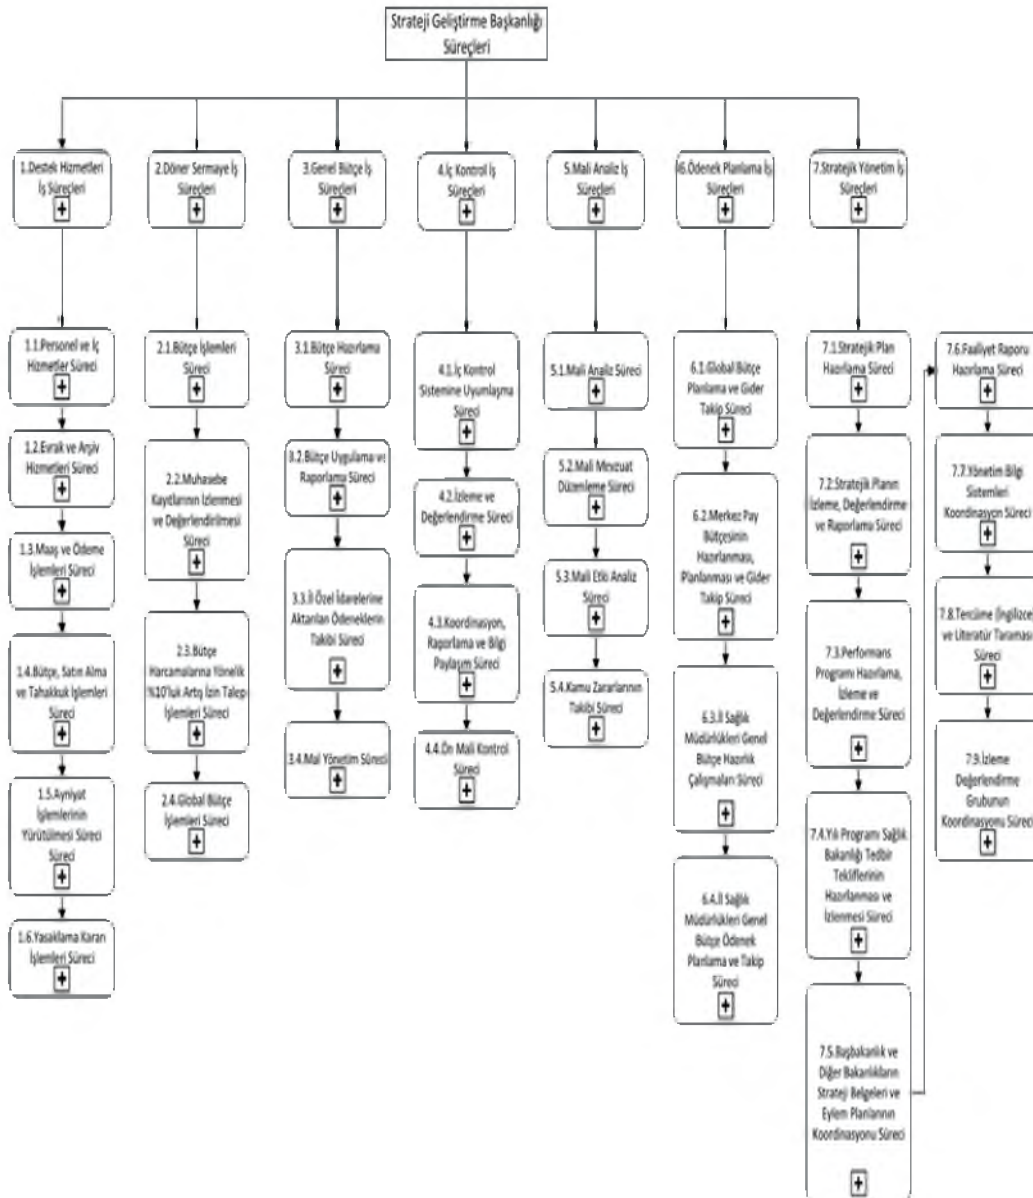 Strateji Geliştirme Başkanlığı
Süreçleri
1.Destek Hizmetleri
İş Süreçleri
2.Döner Sermaye İş
Süreçleri
3.Genel Bütçe İş
Süreçleri
4.İç Kontrol İş
Süreçleri
5.Mali Analiz İş
Süreçleri
6.Ödenek Planlama İş
Süreçleri
7.Stratejik Yönetim İş
Süreçleri
1.1.Personel ve İç
Hizmetler Süreci
1.2.Evrak ve Arşiv
Hizmetleri Süreci
1.3.Maaş ve Ödeme
İşlemleri Süreci
1.4.Bütçe, Satın Alma
ve Tahakkuk İşlemleri
Süreci
1.5.Ayniyat
İşlemlerinin
Yürütülmesi Süreci
Süreci
1.6.Yasaklama Kararı
İşlemleri Süreci
2.1.Bütçe İşlemleri
Süreci
2.2.Muhasebe
Kayıtlarının İzlenmesi
ve Değerlendirilmesi
Süreci
2.3.Bütçe
Harcamalarına Yönelik
%10'luk Artış İzin Talep
İşlemleri Süreci
2.4.Global Bütçe
İşlemleri Süreci
3.1.Bütçe Hazırlama
Süreci
3.2.Bütçe Uygulama ve
Raporlama Süreci
3.3.İl Özel İdarelerine
Aktarılan Ödeneklerin
Takibi Süreci
3.4.Mal Yönetim Süreci
4.1.İç Kontrol
Sistemine Uyumlaşma
Süreci
4.2.İzleme ve
Değerlendirme Süreci
4.3.Koordinasyon,
Raporlama ve Bilgi
Paylaşım Süreci
4.4.Ön Mali Kontrol
Süreci
5.1.Mali Analiz Süreci
5.2.Mali Mevzuat
Düzenleme Süreci
5.3.Mali Etki Analiz
Süreci
5.4.Kamu Zararlarının
Takibi Süreci
6.1.Global Bütçe
Planlama ve Gider
Takip Süreci
6.2.Merkez Pay
Bütçesinin
Hazırlanması,
Planlanması ve Gider
Takip Süreci
6.3.İl Sağlık
Müdürlükleri Genel
Bütçe Hazırlık
Çalışmaları Süreci
6.4.İl Sağlık
Müdürlükleri Genel
Bütçe Ödenek
Planlama ve Takip
Süreci
7.1.Stratejik Plan
Hazırlama Süreci
7.2.Stratejik Planın
İzleme, Değerlendirme
ve Raporlama Süreci
7.3.Performans
Programı Hazırlama,
İzleme ve
Değerlendirme Süreci
7.4.Yılı Programı Sağlık
Bakanlığı Tedbir
Tekliflerinin
Hazırlanması ve
İzlenmesi Süreci
7.5.Başbakanlık ve
Diğer Bakanlıkların
Strateji Belgeleri ve
Eylem Planlarının
Koordinasyonu Süreci
7.6.Faaliyet Raporu
Hazırlama Süreci
7.7.Yönetim Bilgi
Sistemleri
Koordinasyon Süreci
7.8.Tercüme (İngilizce)
ve Literatür Taraması
Süreci
7.9.İzleme
Değerlendirme
Grubunun
Koordinasyonu Süreci